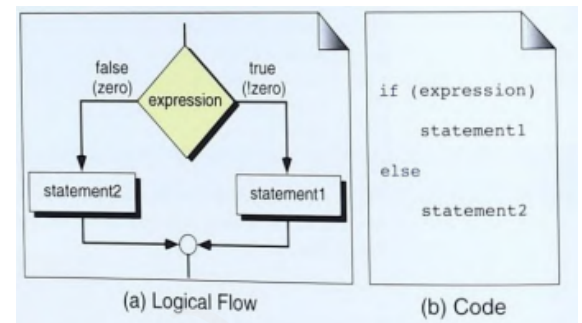 false
(zero)
true
(!zero)
expression
statement2
statement1
(a) Logical Flow
if (expression)
statement1
else
statement2
(b) Code